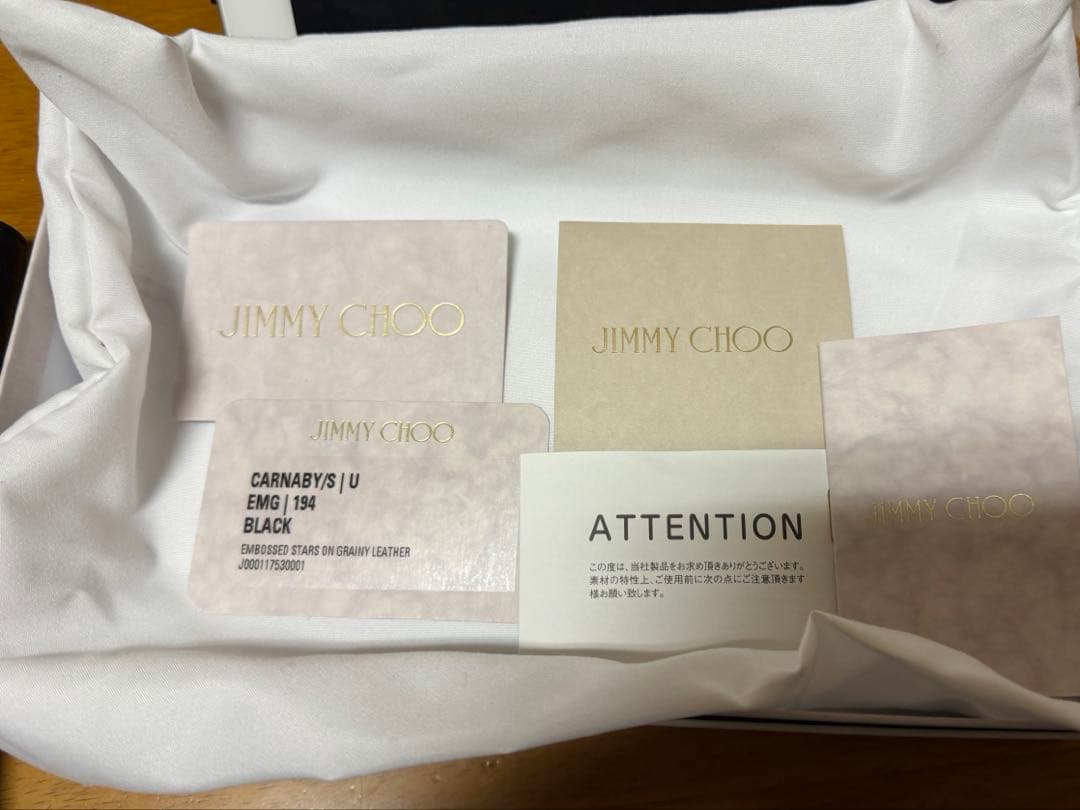 JIMMY CHOO
JIMMY CHOO
CARNABY/S | U
EMG | 194
BLACK
EMBOSSED STARS ON GRAINY LEATHER
J000117530001
JIMMY CHOO
ATTENTION
この度は、当社製品をお求め頂きありがとうございます。
素材の特性上、ご使用前に次の点にご注意頂きます
様お願い致します。
JIMMY CHOO